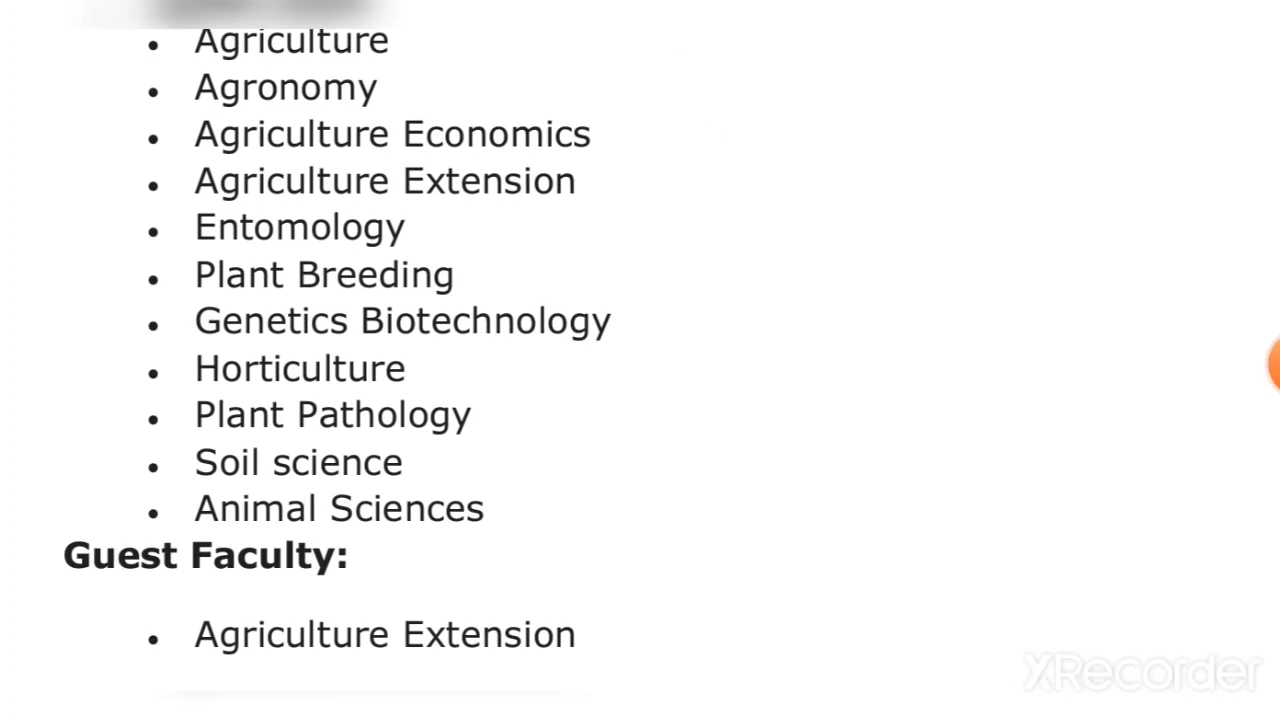 • Agriculture
• Agronomy
• Agriculture Economics
• Agriculture Extension
• Entomology
• Plant Breeding
• Genetics Biotechnology
• Horticulture
• Plant Pathology
• Soil science
• Animal Sciences
Guest Faculty:
• Agriculture Extension
XRecorder